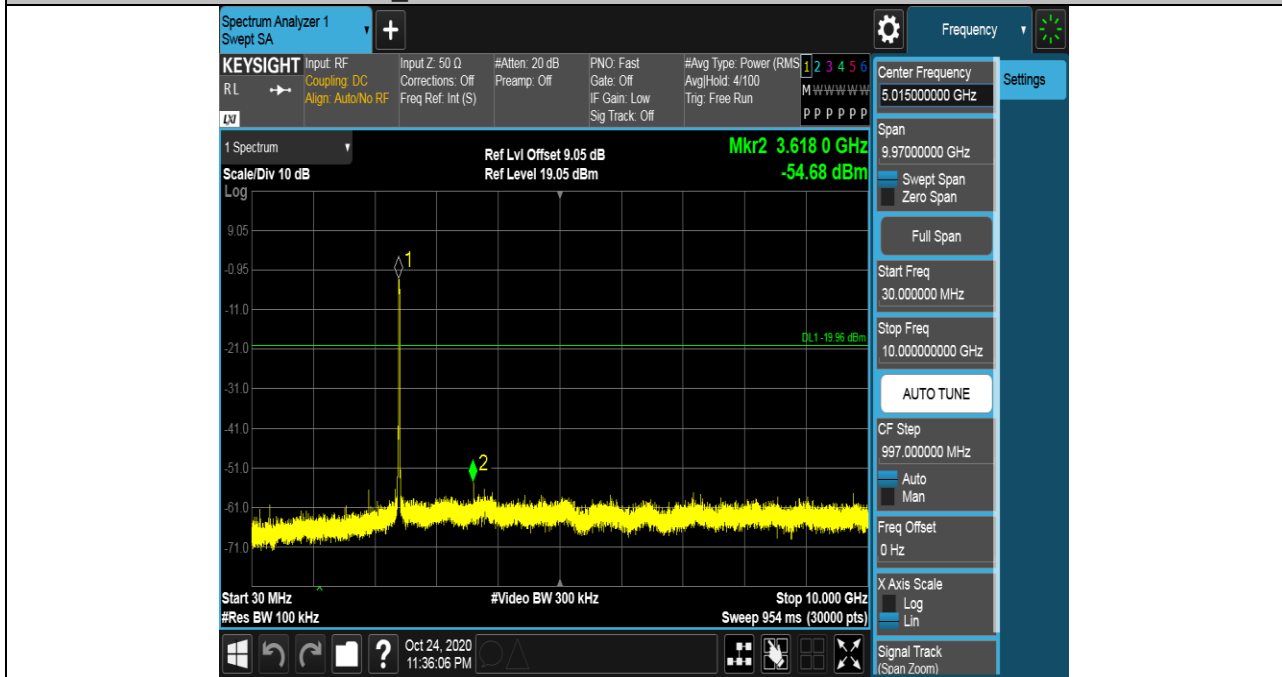 Spectrum Analyzer 1
Swept SA
+
Frequency
KEYSIGHT
RL
LXI
Input: RF
Coupling: DC
Align: Auto/No RF
Input Z: 50 Ω
Corrections: Off
Freq Ref: Int (S)
#Atten: 20 dB
Preamp: Off
PNO: Fast
Gate: Off
IF Gain: Low
Sig Track: Off
#Avg Type: Power (RMS
Avg|Hold: 4/100
Trig: Free Run
1 2 3 4 5 6
M W W W W W
P P P P P P
1 Spectrum
Scale/Div 10 dB
Log
Ref Lvl Offset 9.05 dB
Ref Level 19.05 dBm
Mkr2 3.618 0 GHz
-54.68 dBm
9.05
-0.95
-11.0
-21.0
-31.0
-41.0
-51.0
-61.0
-71.0
1
2
DL1 -19.96 dBm
Start 30 MHz
#Res BW 100 kHz
#Video BW 300 kHz
Stop 10.000 GHz
Sweep 954 ms (30000 pts)
?
Oct 24, 2020
11:36:06 PM
Center Frequency
5.015000000 GHz
Settings
Span
9.97000000 GHz
Swept Span
Zero Span
Full Span
Start Freq
30.000000 MHz
Stop Freq
10.000000000 GHz
AUTO TUNE
CF Step
997.000000 MHz
Auto
Man
Freq Offset
0 Hz
X Axis Scale
Log
Lin
Signal Track
(Span Zoom)